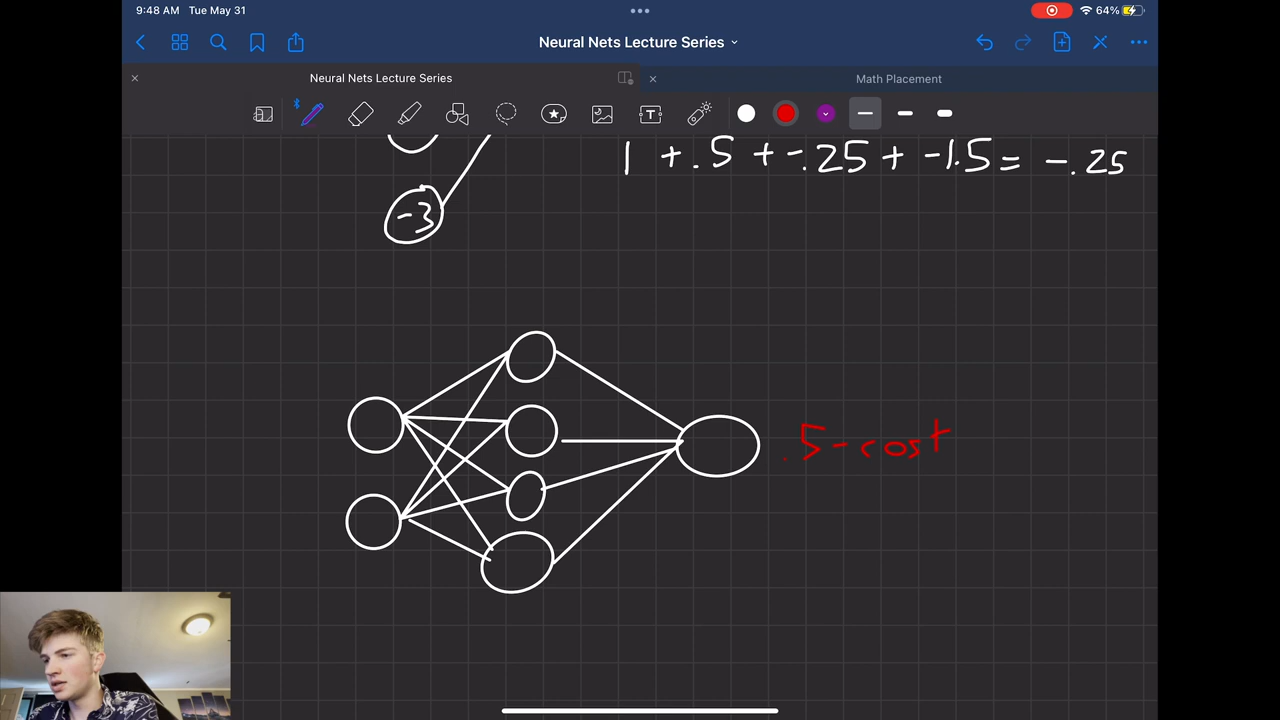 9:48 AM Tue May 31
64%
Neural Nets Lecture Series
Neural Nets Lecture Series
Math Placement
1 + .5 + -.25 + -1.5 = -.25
-3
.5-cost